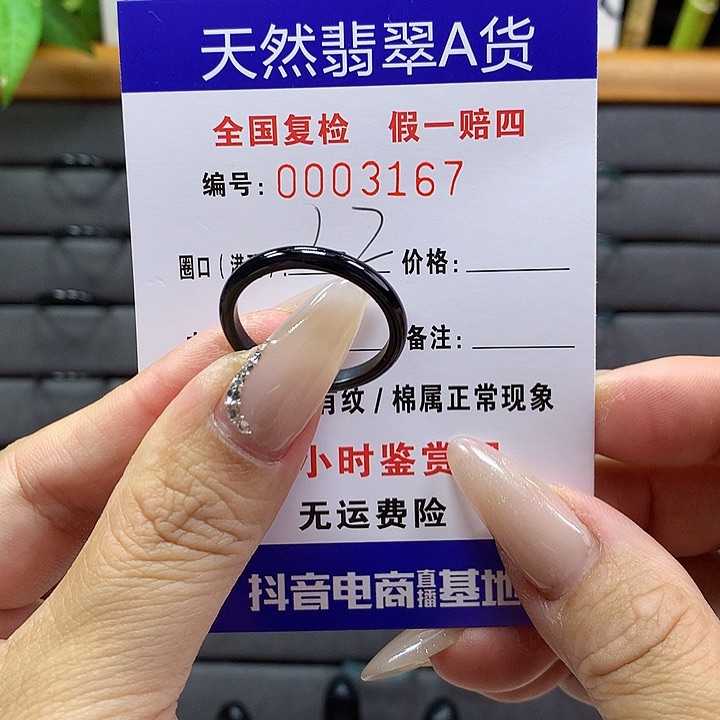 天然翡翠A货
全国复检 假一赔四
编号：0003167
圈口（ 价格：
备注：
有纹/棉属正常现象
小时鉴赏
无运费险
抖音电商直播基地